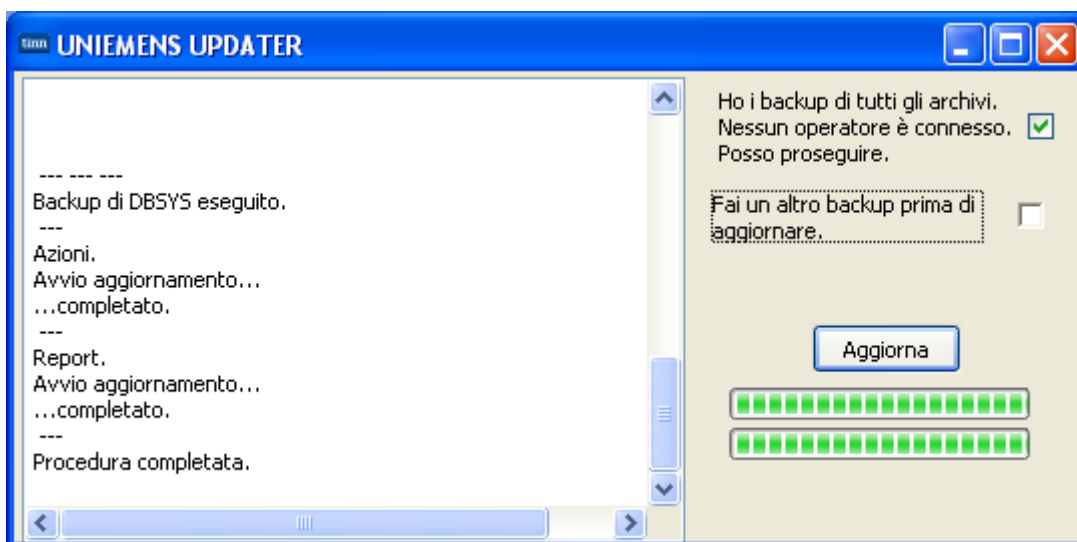 tinn UNIEMENS UPDATER
--- --- ---
Backup di DBSYS eseguito.
---
Azioni.
Avvio aggiornamento...
...completato.
---
Report.
Avvio aggiornamento...
...completato.
---
Procedura completata.
Ho i backup di tutti gli archivi.
Nessun operatore è connesso.
Posso proseguire.
Fai un altro backup prima di
aggiornare.
Aggiorna